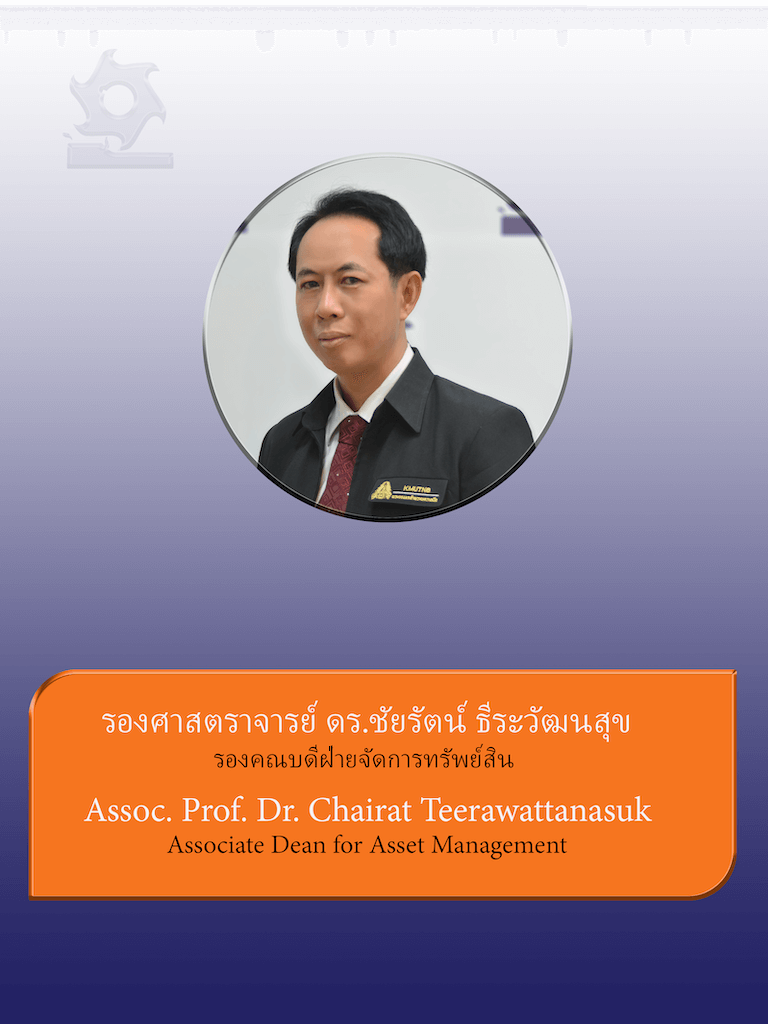 KMUTNB
รองศาสตราจารย์ ดร.ชัยรัตน์ ธีระวัฒนสุข
รองคณบดีฝ่ายจัดการทรัพย์สิน
Assoc. Prof. Dr. Chairat Teerawattanasuk
Associate Dean for Asset Management